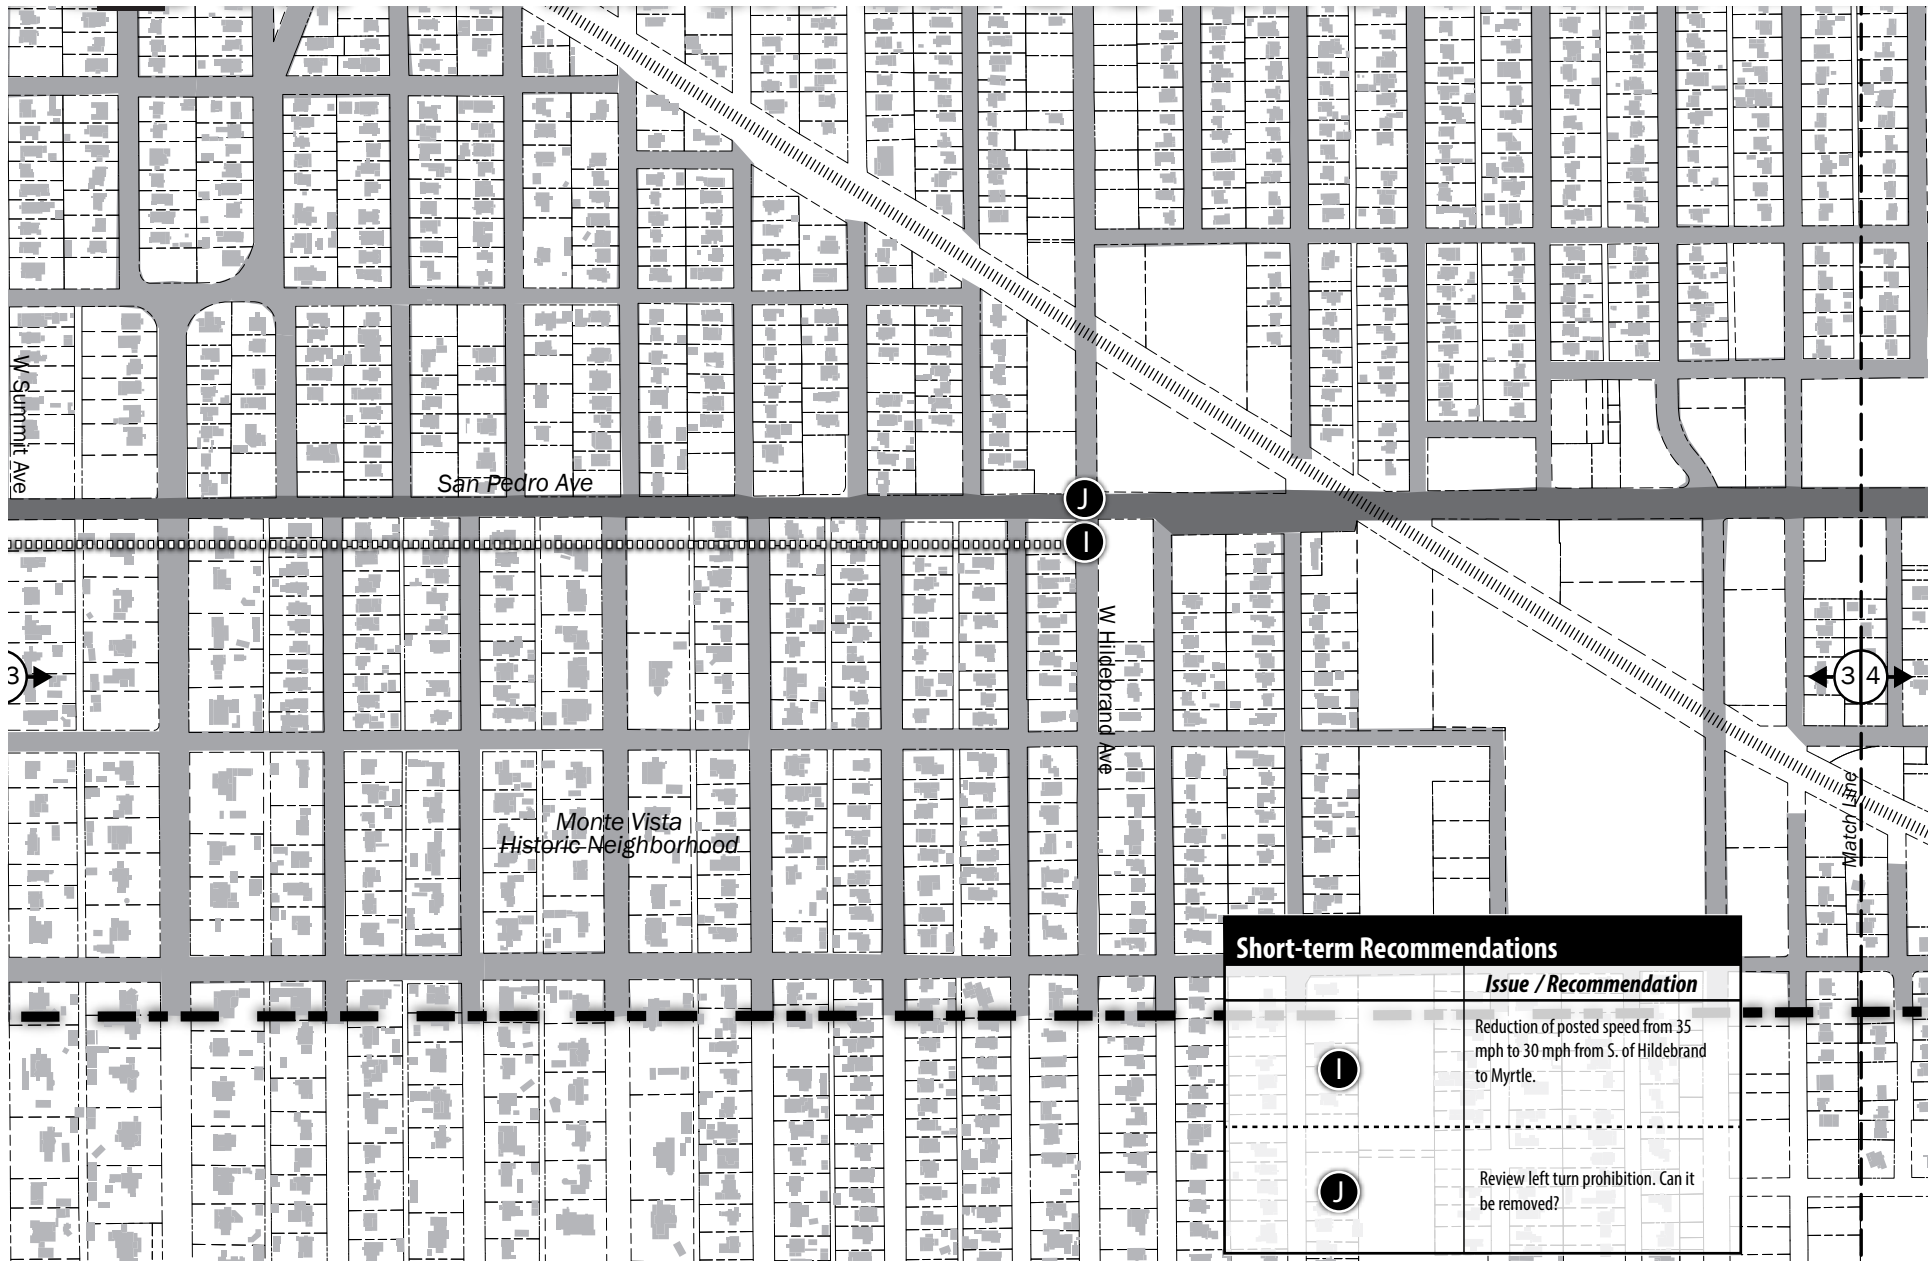 W Summit Ave
San Pedro Ave
J
I
W Hildebrand Ave
3
3 4
Monte Vista
Historic Neighborhood
Match Line
Short-term Recommendations
Issue / Recommendation
I
Reduction of posted speed from 35
mph to 30 mph from S. of Hildebrand
to Myrtle.
J
Review left turn prohibition. Can it
be removed?